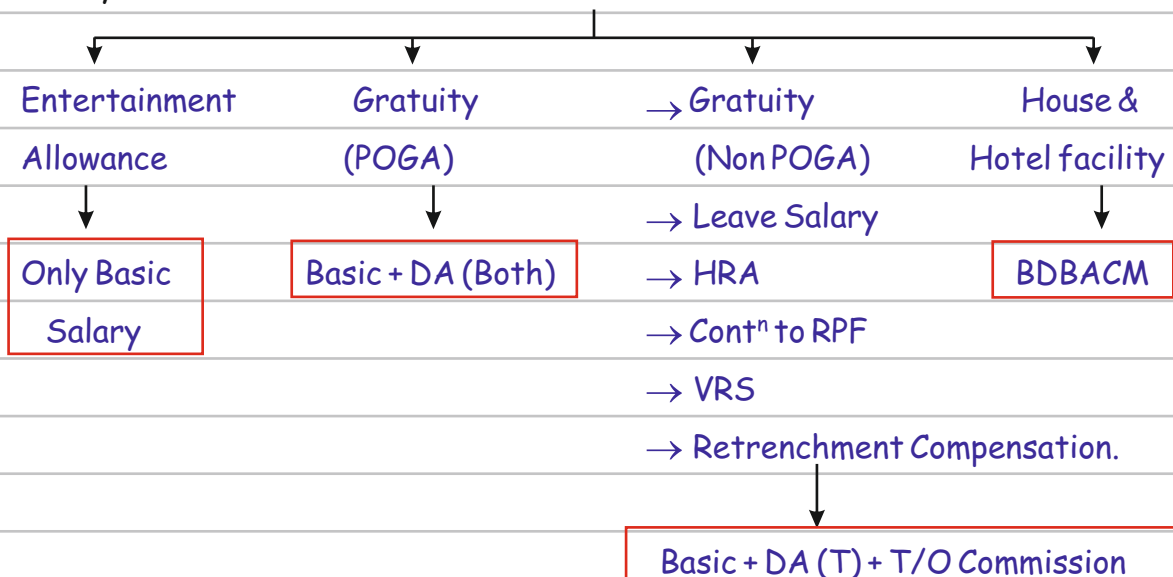 Entertainment
Allowance
Only Basic
Salary
Gratuity
(POGA)
Basic + DA (Both)
→ Gratuity
(Non POGA)
→ Leave Salary
→ HRA
→ Contⁿ to RPF
→ VRS
→ Retrenchment Compensation.
Basic + DA (T) + T/O Commission
House &
Hotel facility
BDBACM